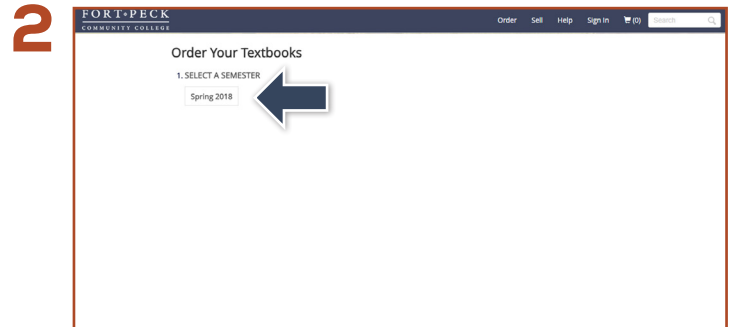 2
FORT•PECK
COMMUNITY COLLEGE
Order Sell Help Sign In (0) Search
Order Your Textbooks
1. SELECT A SEMESTER
Spring 2018